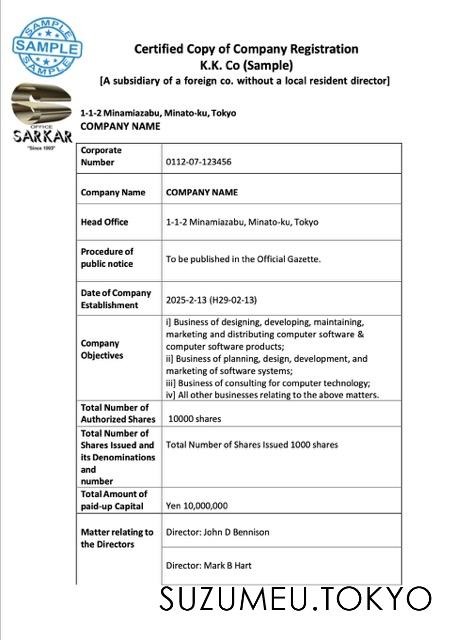 SAMPLE
SAMPLE
SAMPLE
OFFICE
SARKAR
"Since 1993"
Certified Copy of Company Registration
K.K. Co (Sample)
[A subsidiary of a foreign co. without a local resident director]
1-1-2 Minamiazabu, Minato-ku, Tokyo
COMPANY NAME
Corporate
Number
0112-07-123456
Company Name
COMPANY NAME
Head Office
1-1-2 Minamiazabu, Minato-ku, Tokyo
Procedure of
public notice
To be published in the Official Gazette.
Date of Company
Establishment
2025-2-13 (H29-02-13)
Company
Objectives
i] Business of designing, developing, maintaining,
marketing and distributing computer software &
computer software products;
ii] Business of planning, design, development, and
marketing of software systems;
iii] Business of consulting for computer technology;
iv] All other businesses relating to the above matters.
Total Number of
Authorized Shares
10000 shares
Total Number of
Shares Issued and
its Denominations
and
number
Total Number of Shares Issued 1000 shares
Total Amount of
paid-up Capital
Yen 10,000,000
Matter relating to
the Directors
Director: John D Bennison
Director: Mark B Hart
SUZUMEU.TOKYO